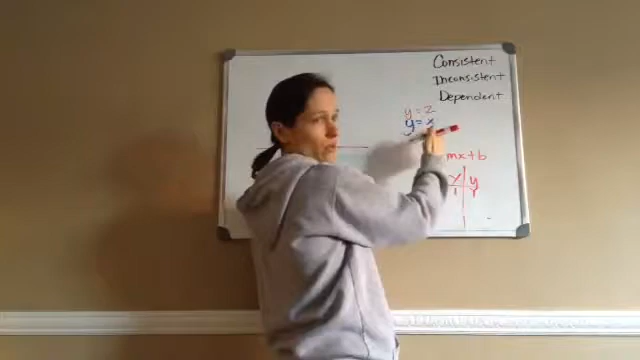 Consistent
Inconsistent
Dependent
y = 2
y = x
mx + b
x y
1 1